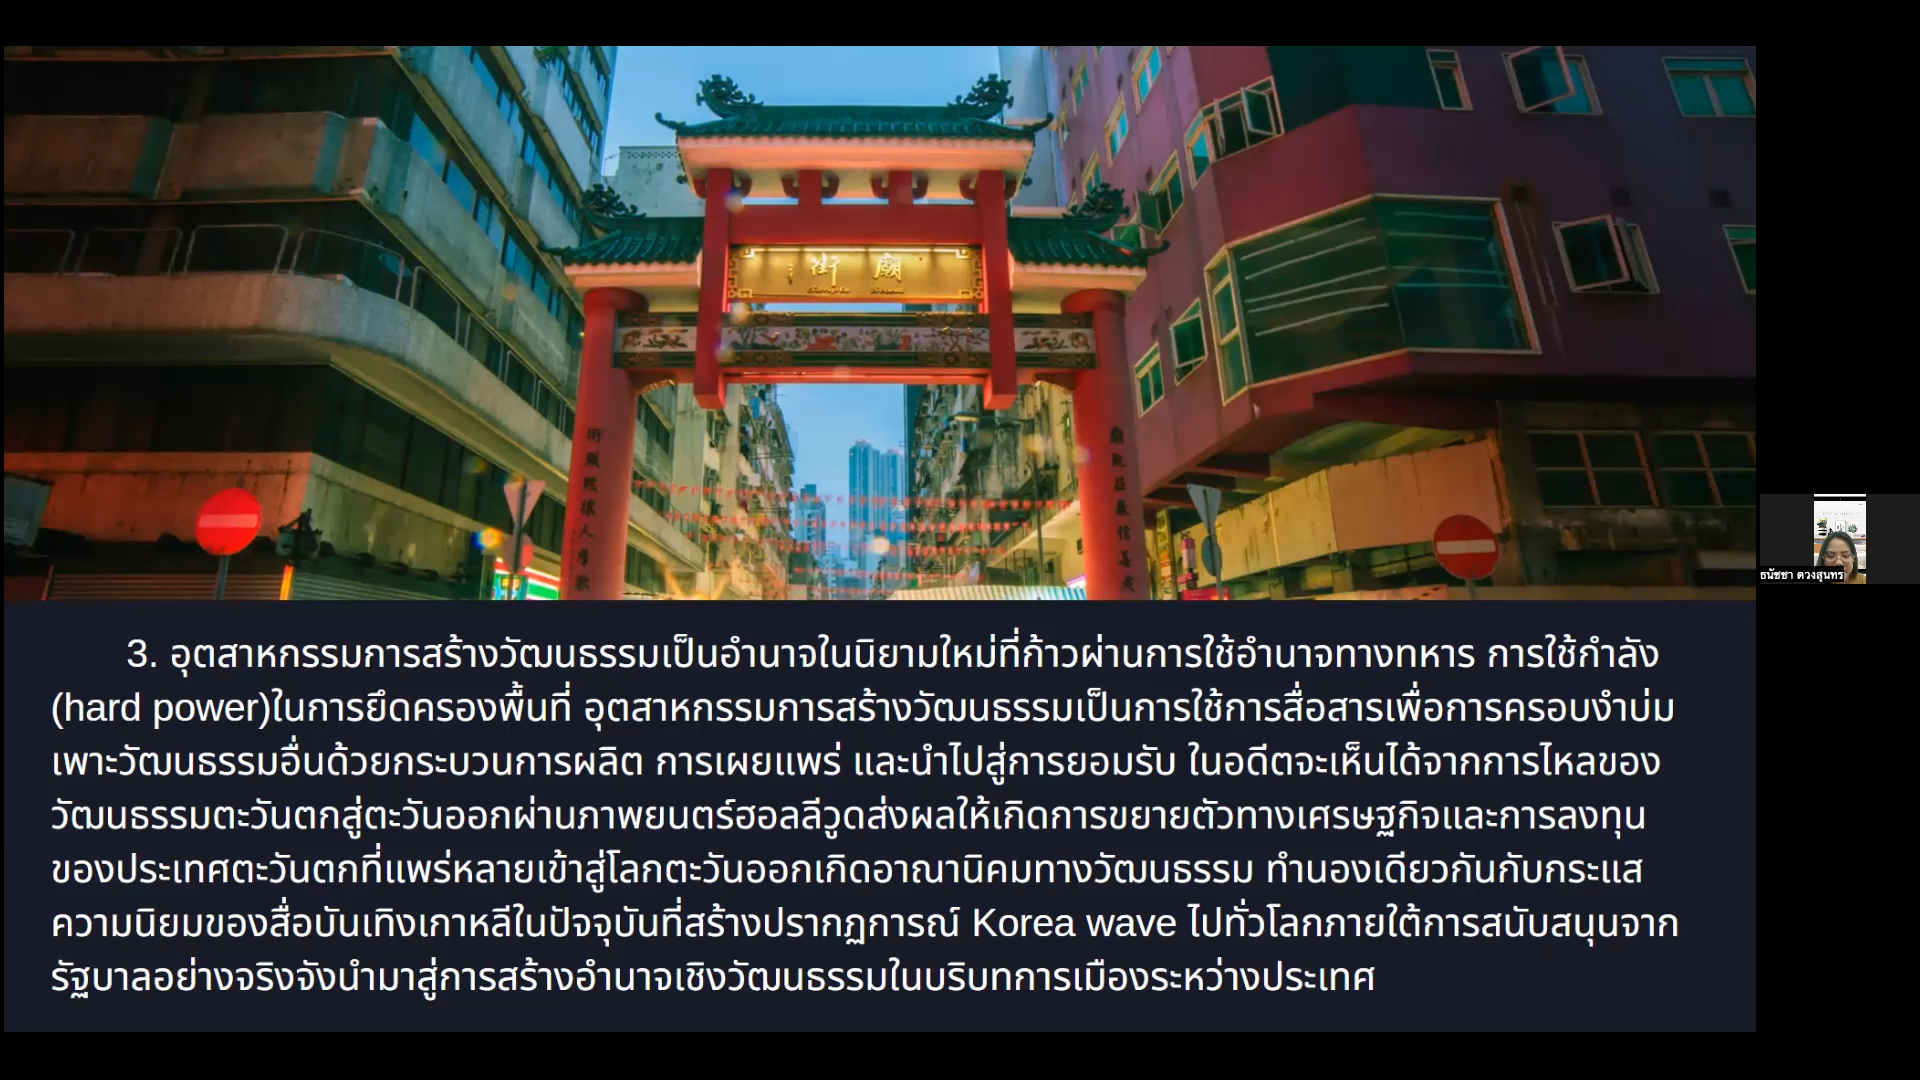 街 廟
Temple Street
3. อุตสาหกรรมการสร้างวัฒนธรรมเป็นอำนาจในนิยามใหม่ที่ก้าวผ่านการใช้อำนาจทางทหาร การใช้กำลัง
(hard power)ในการยึดครองพื้นที่ อุตสาหกรรมการสร้างวัฒนธรรมเป็นการใช้การสื่อสารเพื่อการครอบงำบ่ม
เพาะวัฒนธรรมอื่นด้วยกระบวนการผลิต การเผยแพร่ และนำไปสู่การยอมรับ ในอดีตจะเห็นได้จากการไหลของ
วัฒนธรรมตะวันตกสู่ตะวันออกผ่านภาพยนตร์ฮอลลีวูดส่งผลให้เกิดการขยายตัวทางเศรษฐกิจและการลงทุน
ของประเทศตะวันตกที่แพร่หลายเข้าสู่โลกตะวันออกเกิดอาณานิคมทางวัฒนธรรม ทำนองเดียวกันกับกระแส
ความนิยมของสื่อบันเทิงเกาหลีในปัจจุบันที่สร้างปรากฏการณ์ Korea wave ไปทั่วโลกภายใต้การสนับสนุนจาก
รัฐบาลอย่างจริงจังนำมาสู่การสร้างอำนาจเชิงวัฒนธรรมในบริบทการเมืองระหว่างประเทศ
ธนัชชา ดวงสุนทร